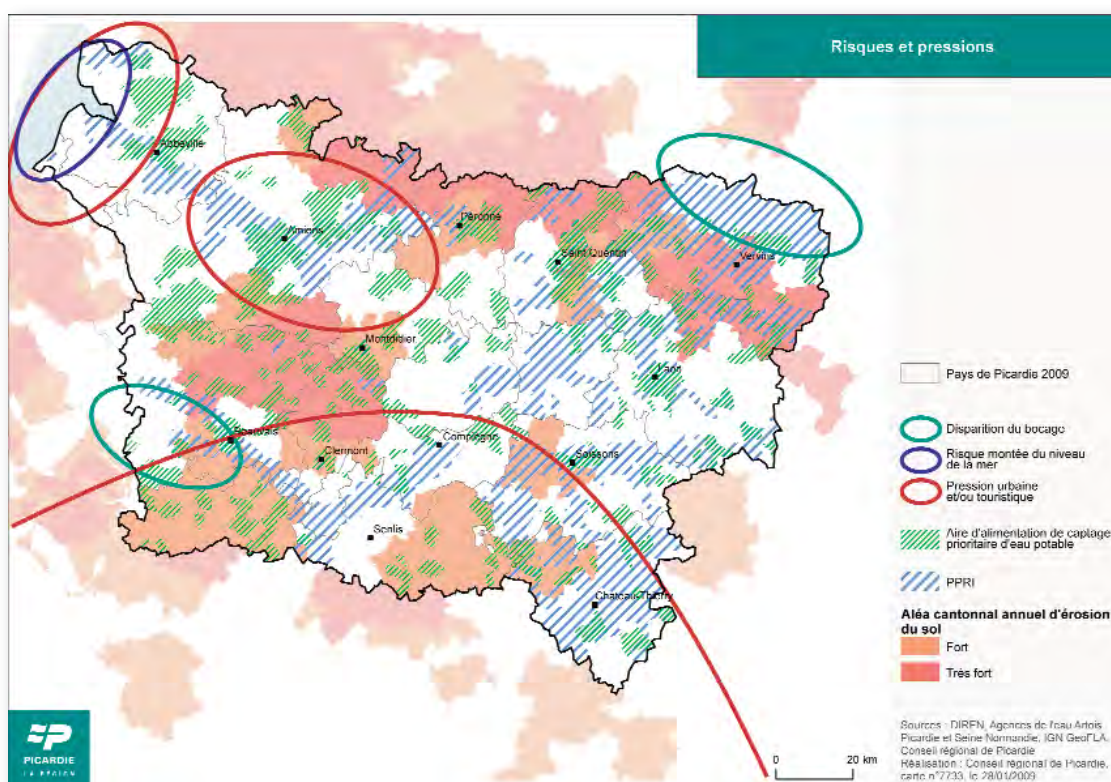 Risques et pressions
Abbeville
Amiens
Péronne
Saint Quentin
Vervins
Montdidier
Laon
Beauvais
Clermont
Compiègne
Soissons
Senlis
Chateau-Thierry
Pays de Picardie 2009
Disparition du bocage
Risque montée du niveau
de la mer
Pression urbaine
et/ou touristique
Aire d'alimentation de captage
prioritaire d'eau potable
PPRI
Aléa cantonnal annuel d'érosion
du sol
Fort
Très fort
0 20 km
Sources : DIREN, Agences de l'eau Artois
Picardie et Seine Normandie, IGN GeoFLA,
Conseil régional de Picardie
Réalisation : Conseil régional de Picardie,
carte n°7733, le 28/01/2009
PICARDIE
LA RÉGION